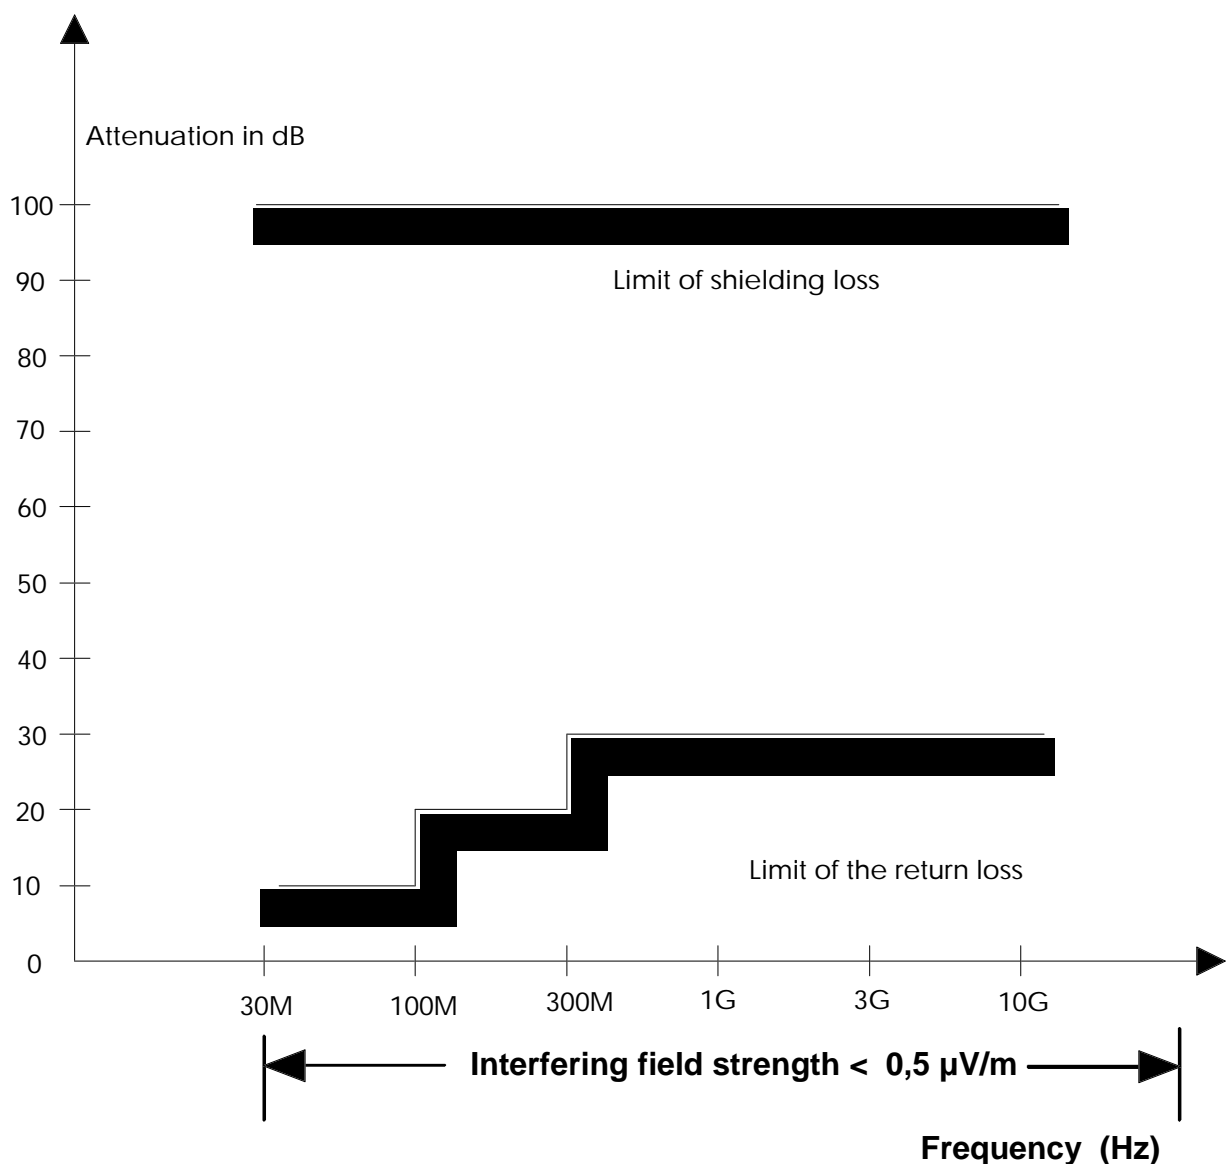 Attenuation in dB
100
90
Limit of shielding loss
80
70
60
50
40
30
20
10
Limit of the return loss
0
30M 100M 300M 1G 3G 10G
Interfering field strength < 0,5 µV/m
Frequency (Hz)